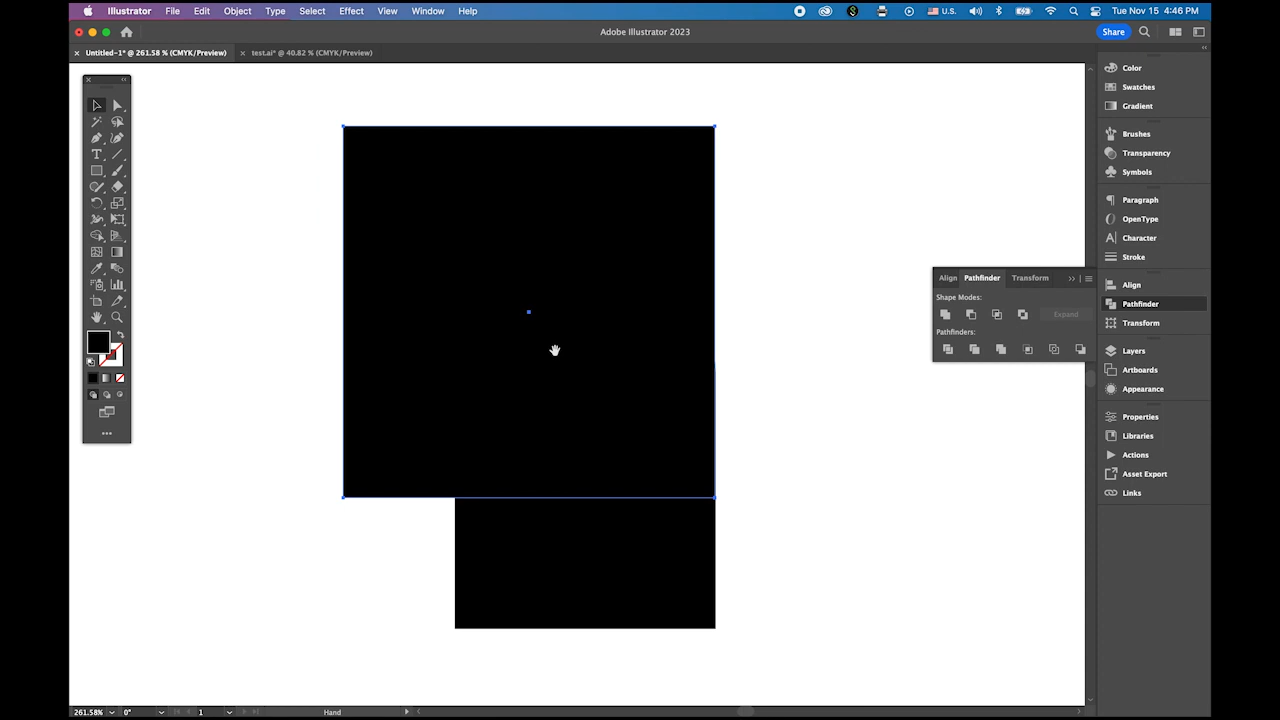 Illustrator File Edit Object Type Select Effect View Window Help U.S. Tue Nov 15 4:46 PM
Adobe Illustrator 2023 Share
× Untitled-1* @ 261.58 % (CMYK/Preview) × test.ai* @ 40.82 % (CMYK/Preview)
Color
Swatches
Gradient
Brushes
Transparency
Symbols
Paragraph
OpenType
Character
Stroke
Align
Pathfinder
Transform
Layers
Artboards
Appearance
Properties
Libraries
Actions
Asset Export
Links
Align Pathfinder Transform
Shape Modes:
Expand
Pathfinders:
261.58% 0° 1 Hand